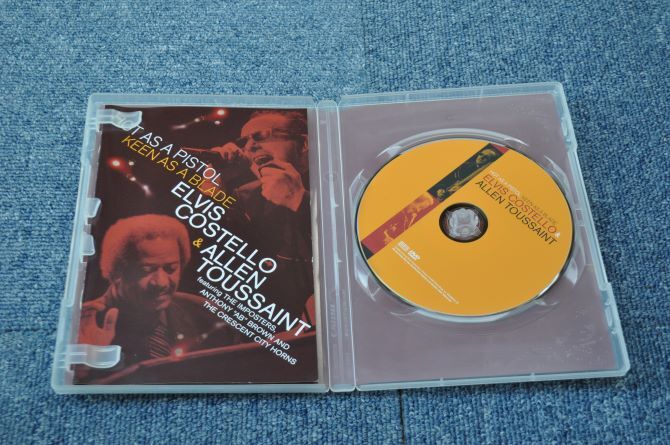 T AS A PISTOL
KEEN AS A BLADE
ELVIS
COSTELLO
& ALLEN
TOUSSAINT
featuring THE IMPOSTERS,
ANTHONY "AB" BROWN AND
THE CRESCENT CITY HORNS
ELVIS COSTELLO &
ALLEN TOUSSAINT
DVD